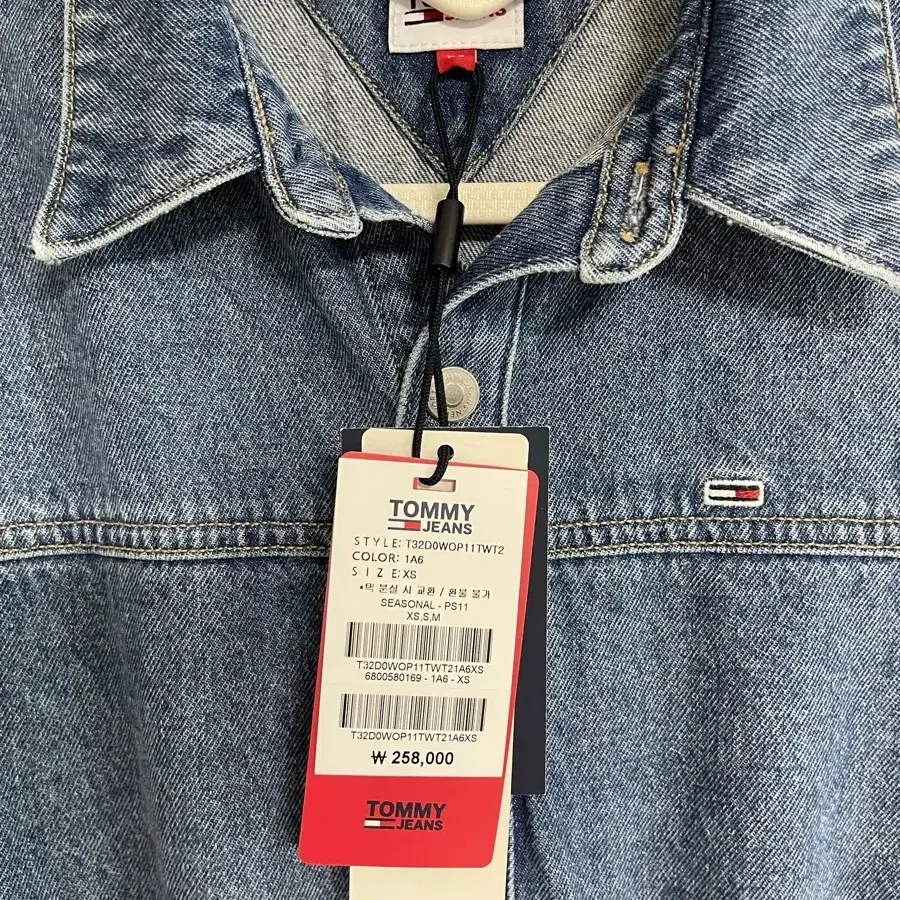 JEANS
TOMMY
JEANS
STYLE: T32D0WOP11TWT2
COLOR: 1A6
SIZE: XS
*택 분실 시 교환 / 환불 불가
SEASONAL - PS11
XS,S,M
T32D0WOP11TWT21A6XS
6800580169 - 1A6 - XS
T32D0WOP11TWT21A6XS
₩ 258,000
TOMMY
JEANS